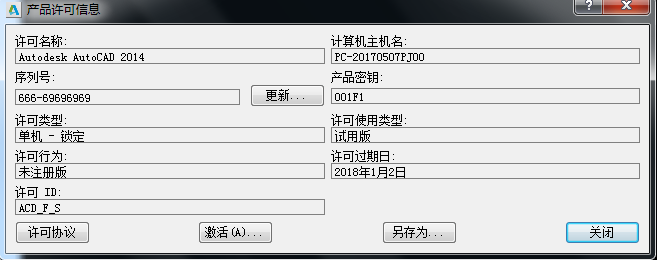 产品许可信息
许可名称:
Autodesk AutoCAD 2014
计算机主机名:
PC-20170507PJ00
序列号:
666-69696969
更新...
产品密钥:
001F1
许可类型:
单机 - 锁定
许可使用类型:
试用版
许可行为:
未注册版
许可过期日:
2018年1月2日
许可 ID:
ACD_F_S
许可协议
激活(A)...
另存为...
关闭